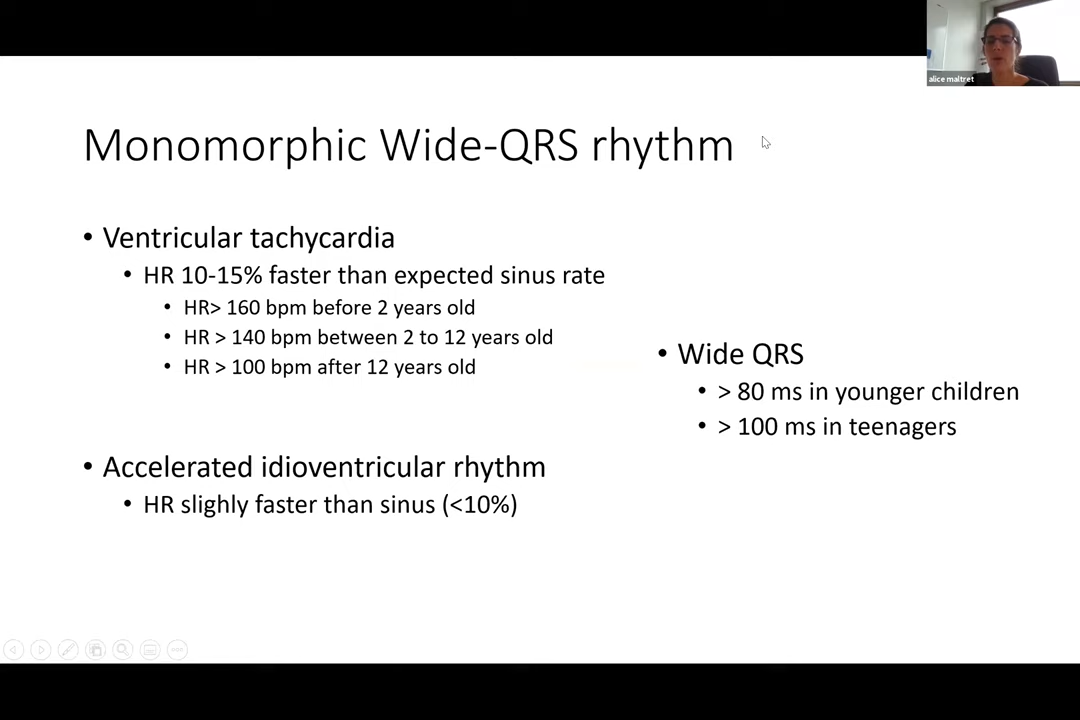 alice maltret
Monomorphic Wide-QRS rhythm
• Ventricular tachycardia
• HR 10-15% faster than expected sinus rate
• HR> 160 bpm before 2 years old
• HR > 140 bpm between 2 to 12 years old
• HR > 100 bpm after 12 years old
• Accelerated idioventricular rhythm
• HR slighly faster than sinus (<10%)
• Wide QRS
• > 80 ms in younger children
• > 100 ms in teenagers